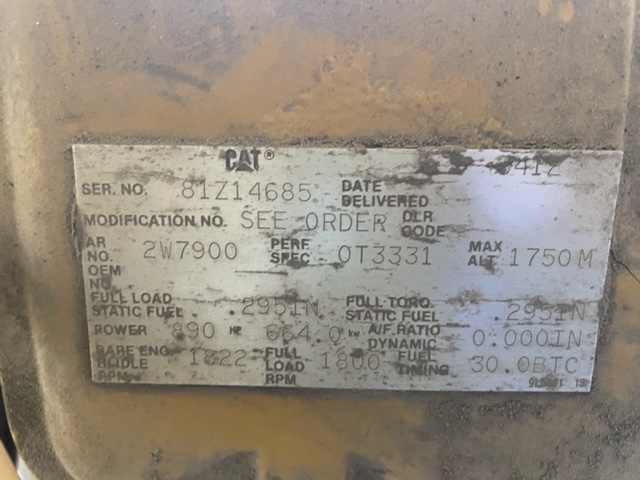 CAT®
SER. NO. 81Z14685 DATE DELIVERED
MODIFICATION NO. SEE ORDER DLR CODE
AR NO. 2W7900 PERF SPEC 0T3331 MAX ALT 1750M
OEM NO.
FULL LOAD STATIC FUEL .295IN FULL TORQ. STATIC FUEL .295IN
POWER 890 HP 664.0 kw A/F RATIO DYNAMIC 0.000IN
BARE ENG. HI IDLE RPM 1822 FULL LOAD RPM 1800 FUEL TIMING 30.0BTC